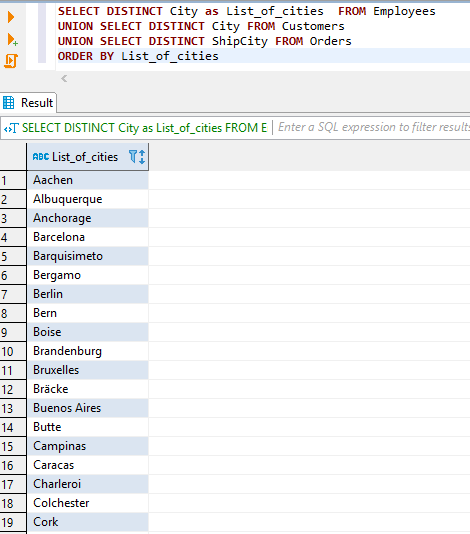 SELECT DISTINCT City as List_of_cities FROM Employees
UNION SELECT DISTINCT City FROM Customers
UNION SELECT DISTINCT ShipCity FROM Orders
ORDER BY List_of_cities
Result
SELECT DISTINCT City as List_of_cities FROM E Enter a SQL expression to filter results
ABC List_of_cities
1 Aachen
2 Albuquerque
3 Anchorage
4 Barcelona
5 Barquisimeto
6 Bergamo
7 Berlin
8 Bern
9 Boise
10 Brandenburg
11 Bruxelles
12 Bräcke
13 Buenos Aires
14 Butte
15 Campinas
16 Caracas
17 Charleroi
18 Colchester
19 Cork